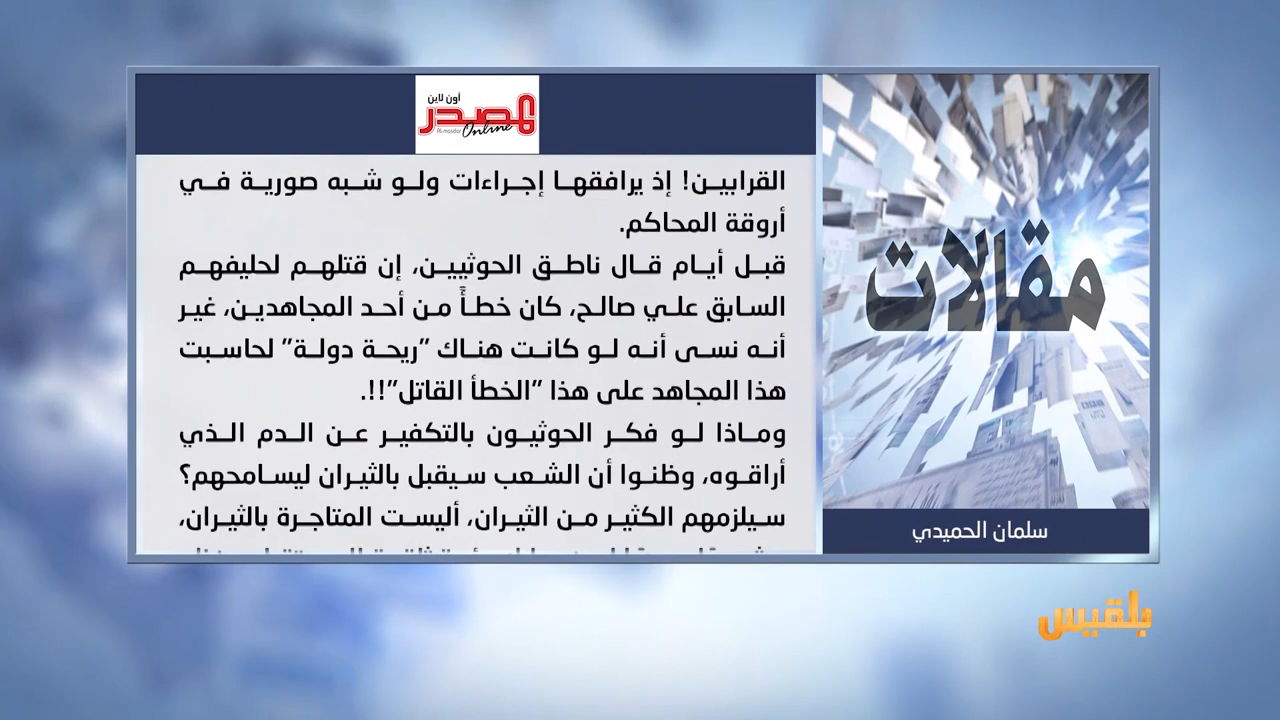 أون لاين
المصدر
Al-masdar Online
القرابين! إذ يرافقها إجراءات ولو شبه صورية في
أروقة المحاكم.
قبل أيام قال ناطق الحوثيين، إن قتلهم لحليفهم
السابق علي صالح، كان خطأً من أحد المجاهدين، غير
أنه نسى أنه لو كانت هناك "ريحة دولة" لحاسبت
هذا المجاهد على هذا "الخطأ القاتل"!!.
وماذا لو فكر الحوثيون بالتكفير عن الدم الذي
أراقوه، وظنوا أن الشعب سيقبل بالثيران ليسامحهم؟
سيلزمهم الكثير من الثيران، أليست المتاجرة بالثيران،
مقالات
سلمان الحميدي
بلقيس